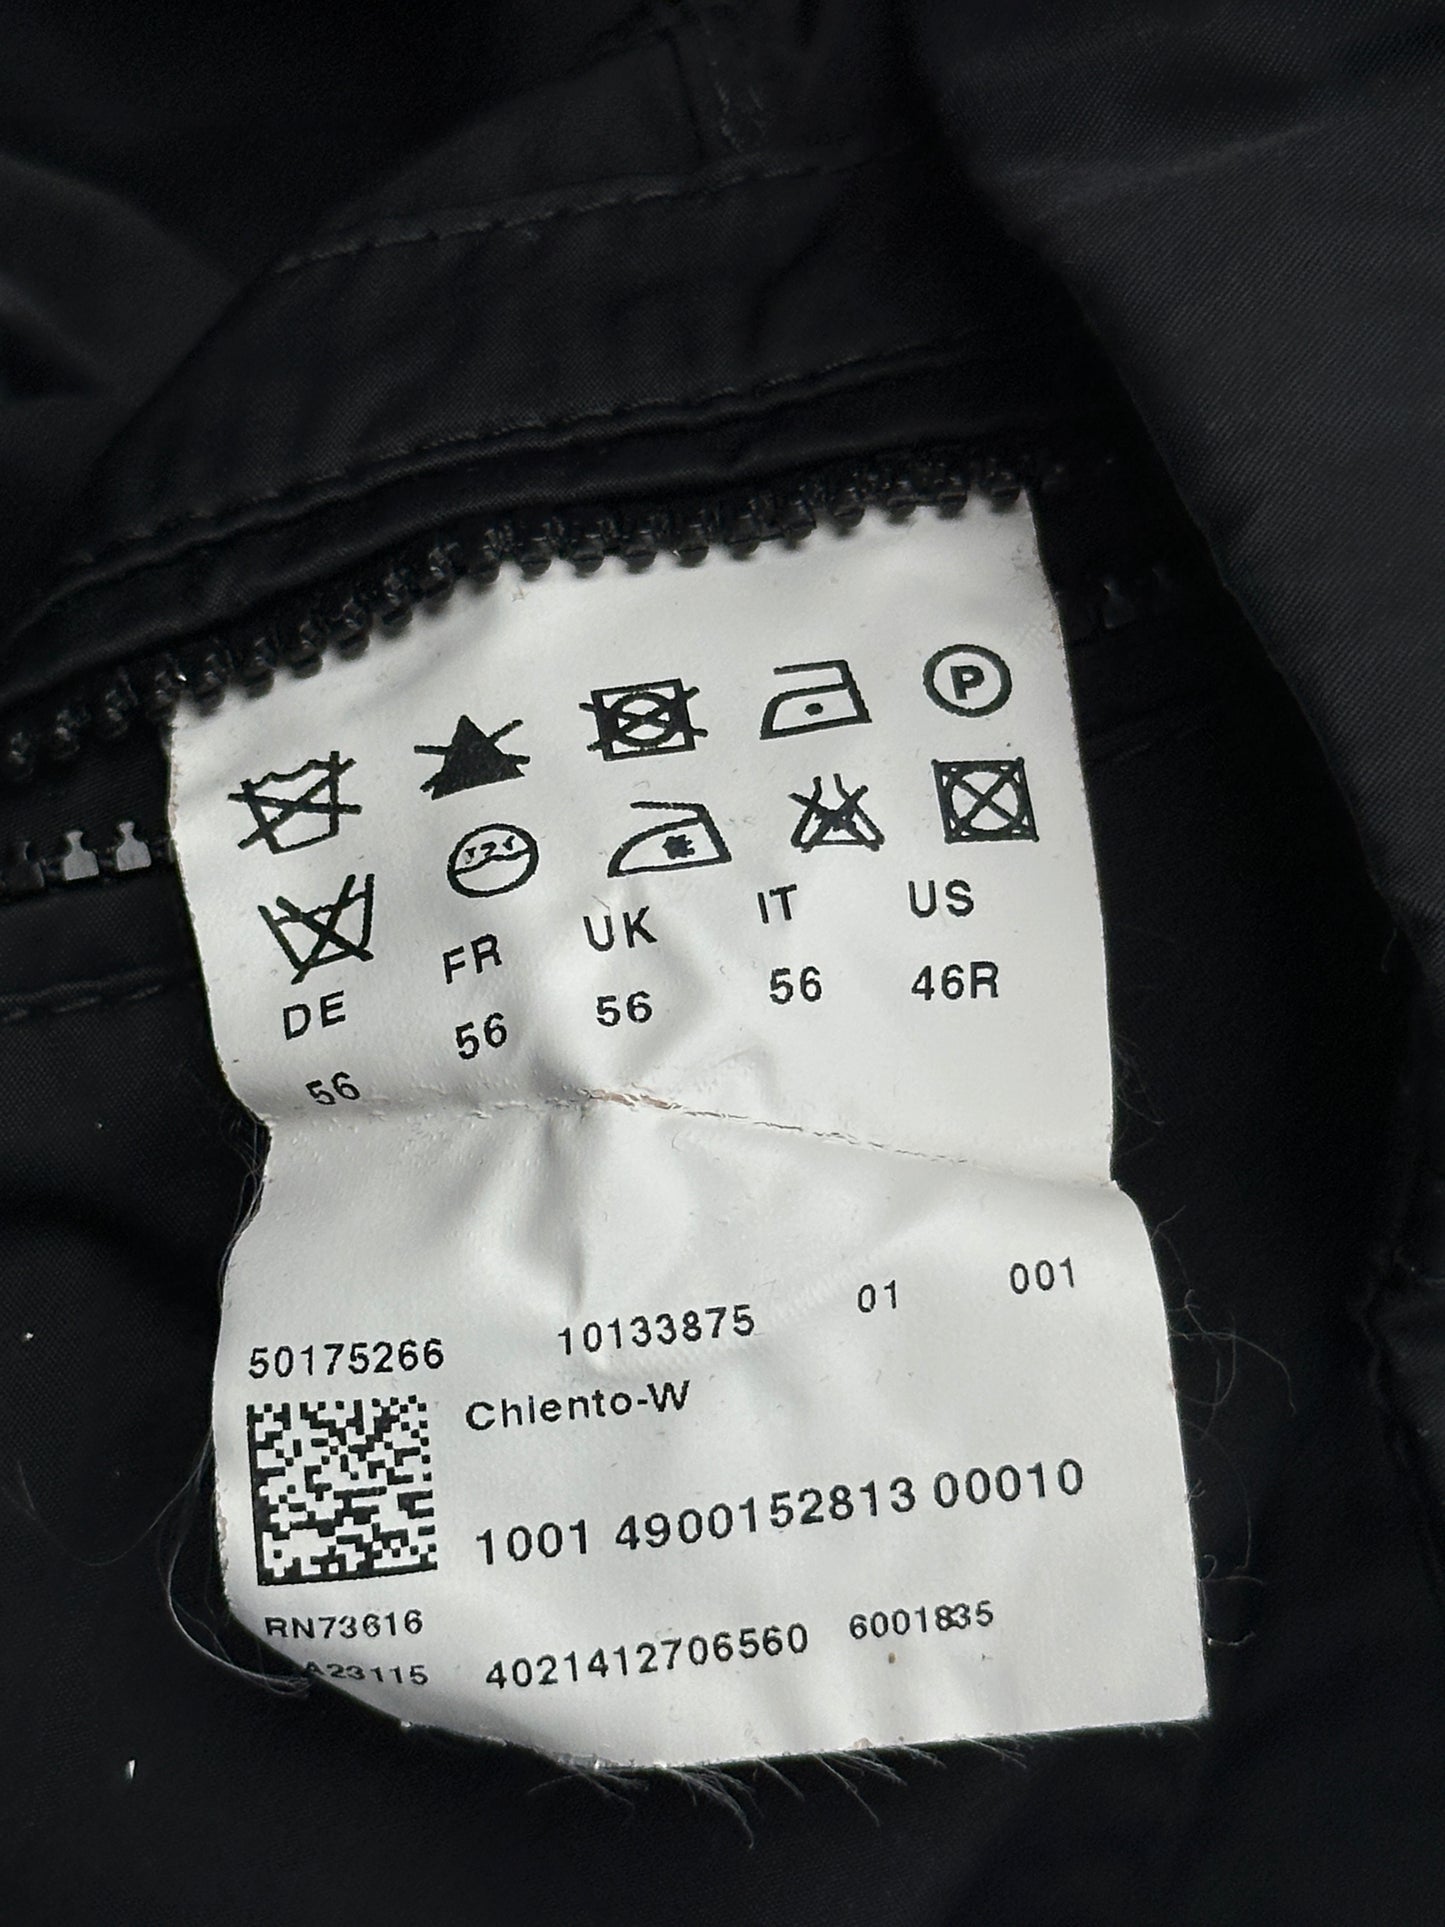 P
DE FR UK IT US
56 56 56 56 46R
50175266 10133875 01 001
Chiento-W
1001 4900152813 00010
RN73616
A23115 4021412706560 6001835